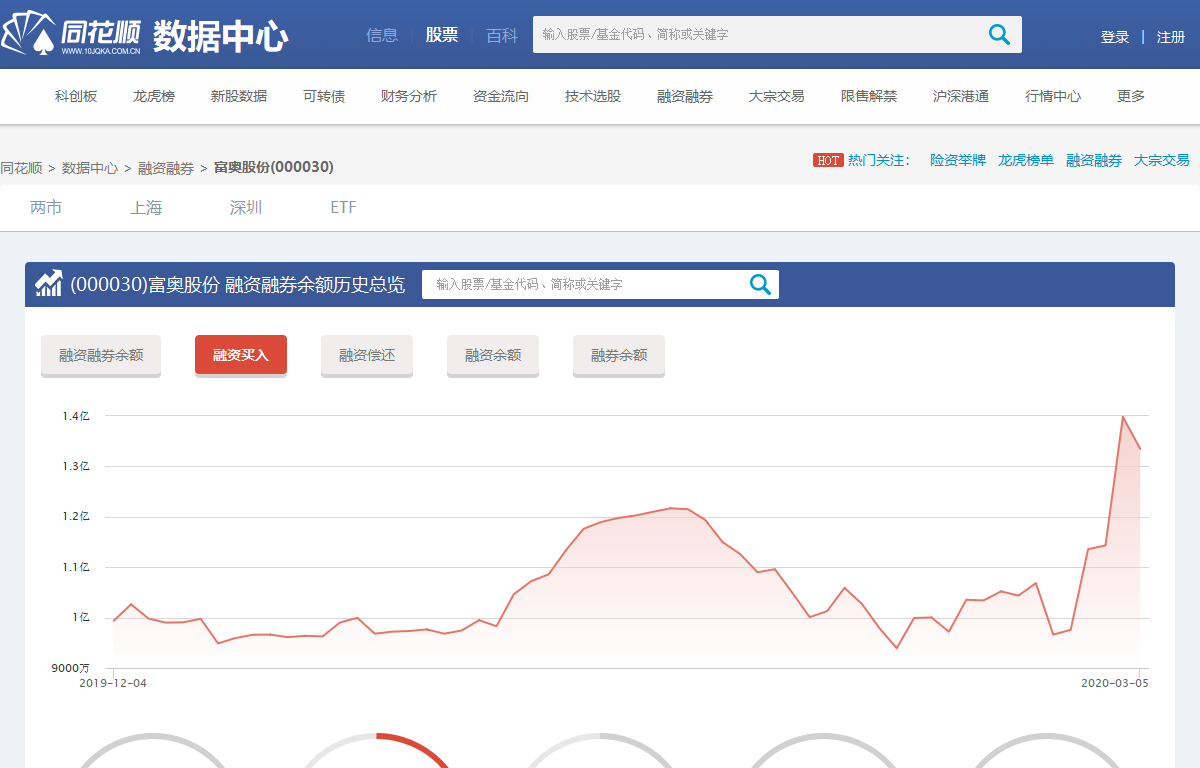 同花顺 数据中心
WWW.10JQKA.COM.CN
信息 股票 百科
输入股票/基金代码、简称或关键字
登录 | 注册
科创板 龙虎榜 新股数据 可转债 财务分析 资金流向 技术选股 融资融券 大宗交易 限售解禁 沪深港通 行情中心 更多
同花顺 > 数据中心 > 融资融券 > 富奥股份(000030)
HOT 热门关注： 险资举牌 龙虎榜单 融资融券 大宗交易
两市 上海 深圳 ETF
(000030)富奥股份 融资融券余额历史总览
输入股票/基金代码、简称或关键字
融资融券余额 融资买入 融资偿还 融资余额 融券余额
1.4亿
1.3亿
1.2亿
1.1亿
1亿
9000万
2019-12-04 2020-03-05